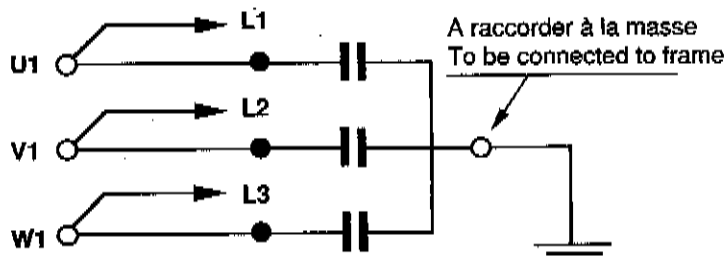 L1
A raccorder à la masse
To be connected to frame
U1
L2
V1
L3
W1